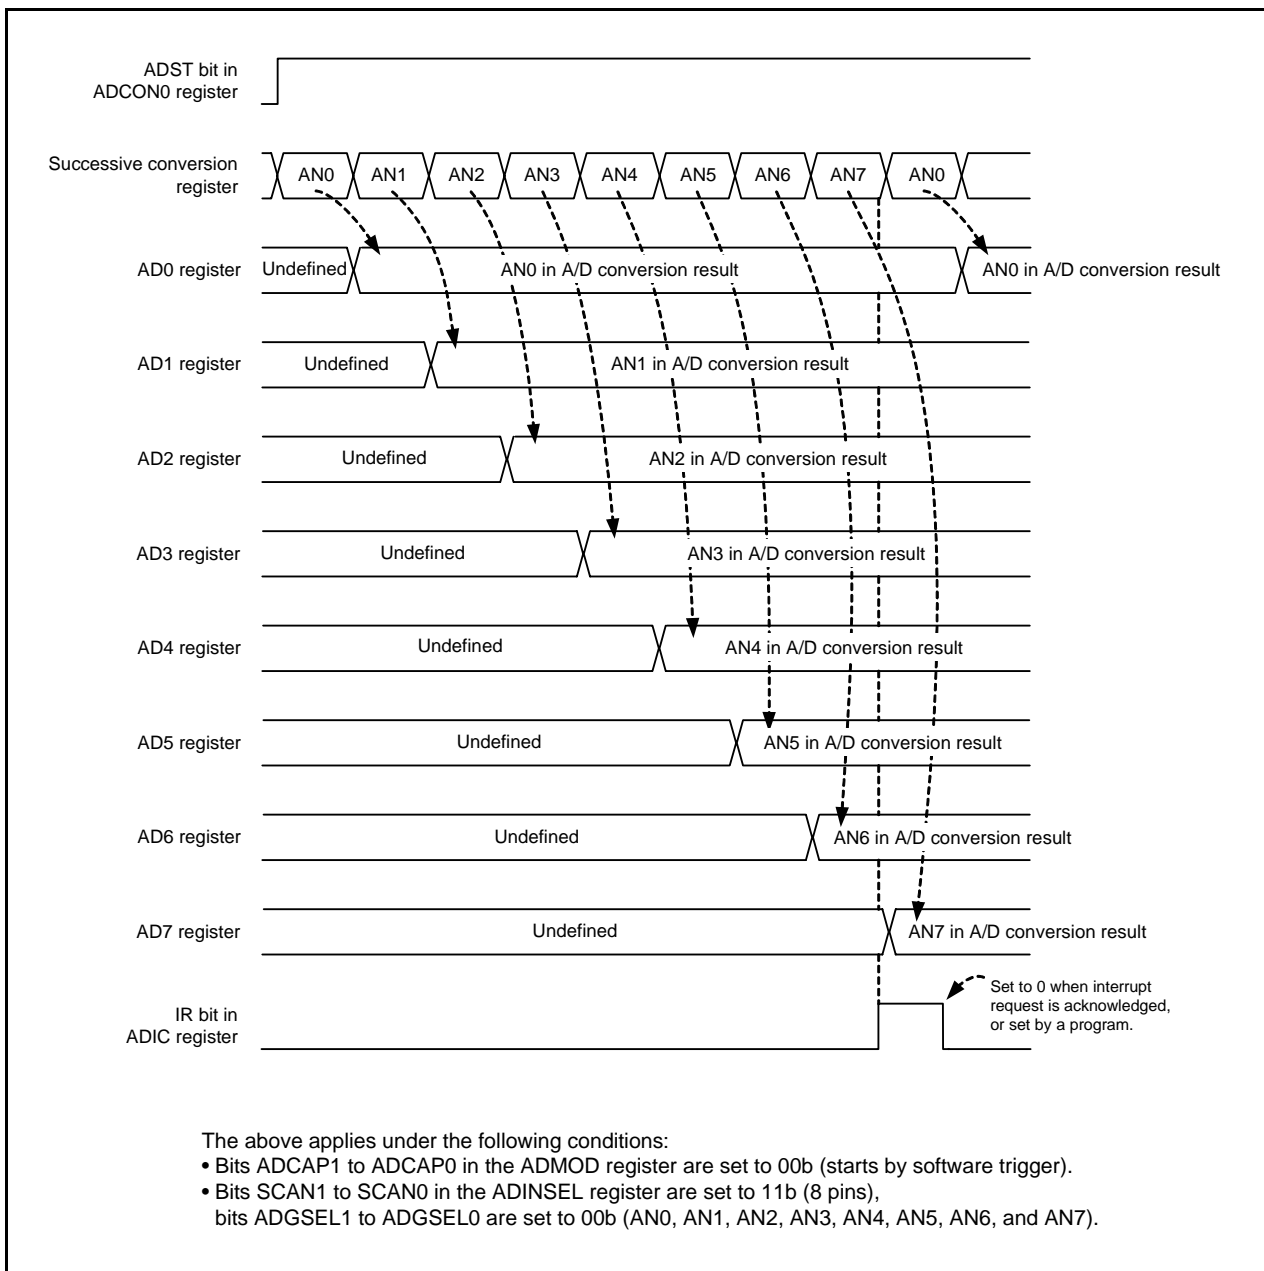 ADST bit in
ADCON0 register
Successive conversion
register
AN0 AN1 AN2 AN3 AN4 AN5 AN6 AN7 AN0
AD0 register
Undefined AN0 in A/D conversion result AN0 in A/D conversion result
AD1 register
Undefined AN1 in A/D conversion result
AD2 register
Undefined AN2 in A/D conversion result
AD3 register
Undefined AN3 in A/D conversion result
AD4 register
Undefined AN4 in A/D conversion result
AD5 register
Undefined AN5 in A/D conversion result
AD6 register
Undefined AN6 in A/D conversion result
AD7 register
Undefined AN7 in A/D conversion result
IR bit in
ADIC register
Set to 0 when interrupt
request is acknowledged,
or set by a program.
The above applies under the following conditions:
• Bits ADCAP1 to ADCAP0 in the ADMOD register are set to 00b (starts by software trigger).
• Bits SCAN1 to SCAN0 in the ADINSEL register are set to 11b (8 pins),
bits ADGSEL1 to ADGSEL0 are set to 00b (AN0, AN1, AN2, AN3, AN4, AN5, AN6, and AN7).